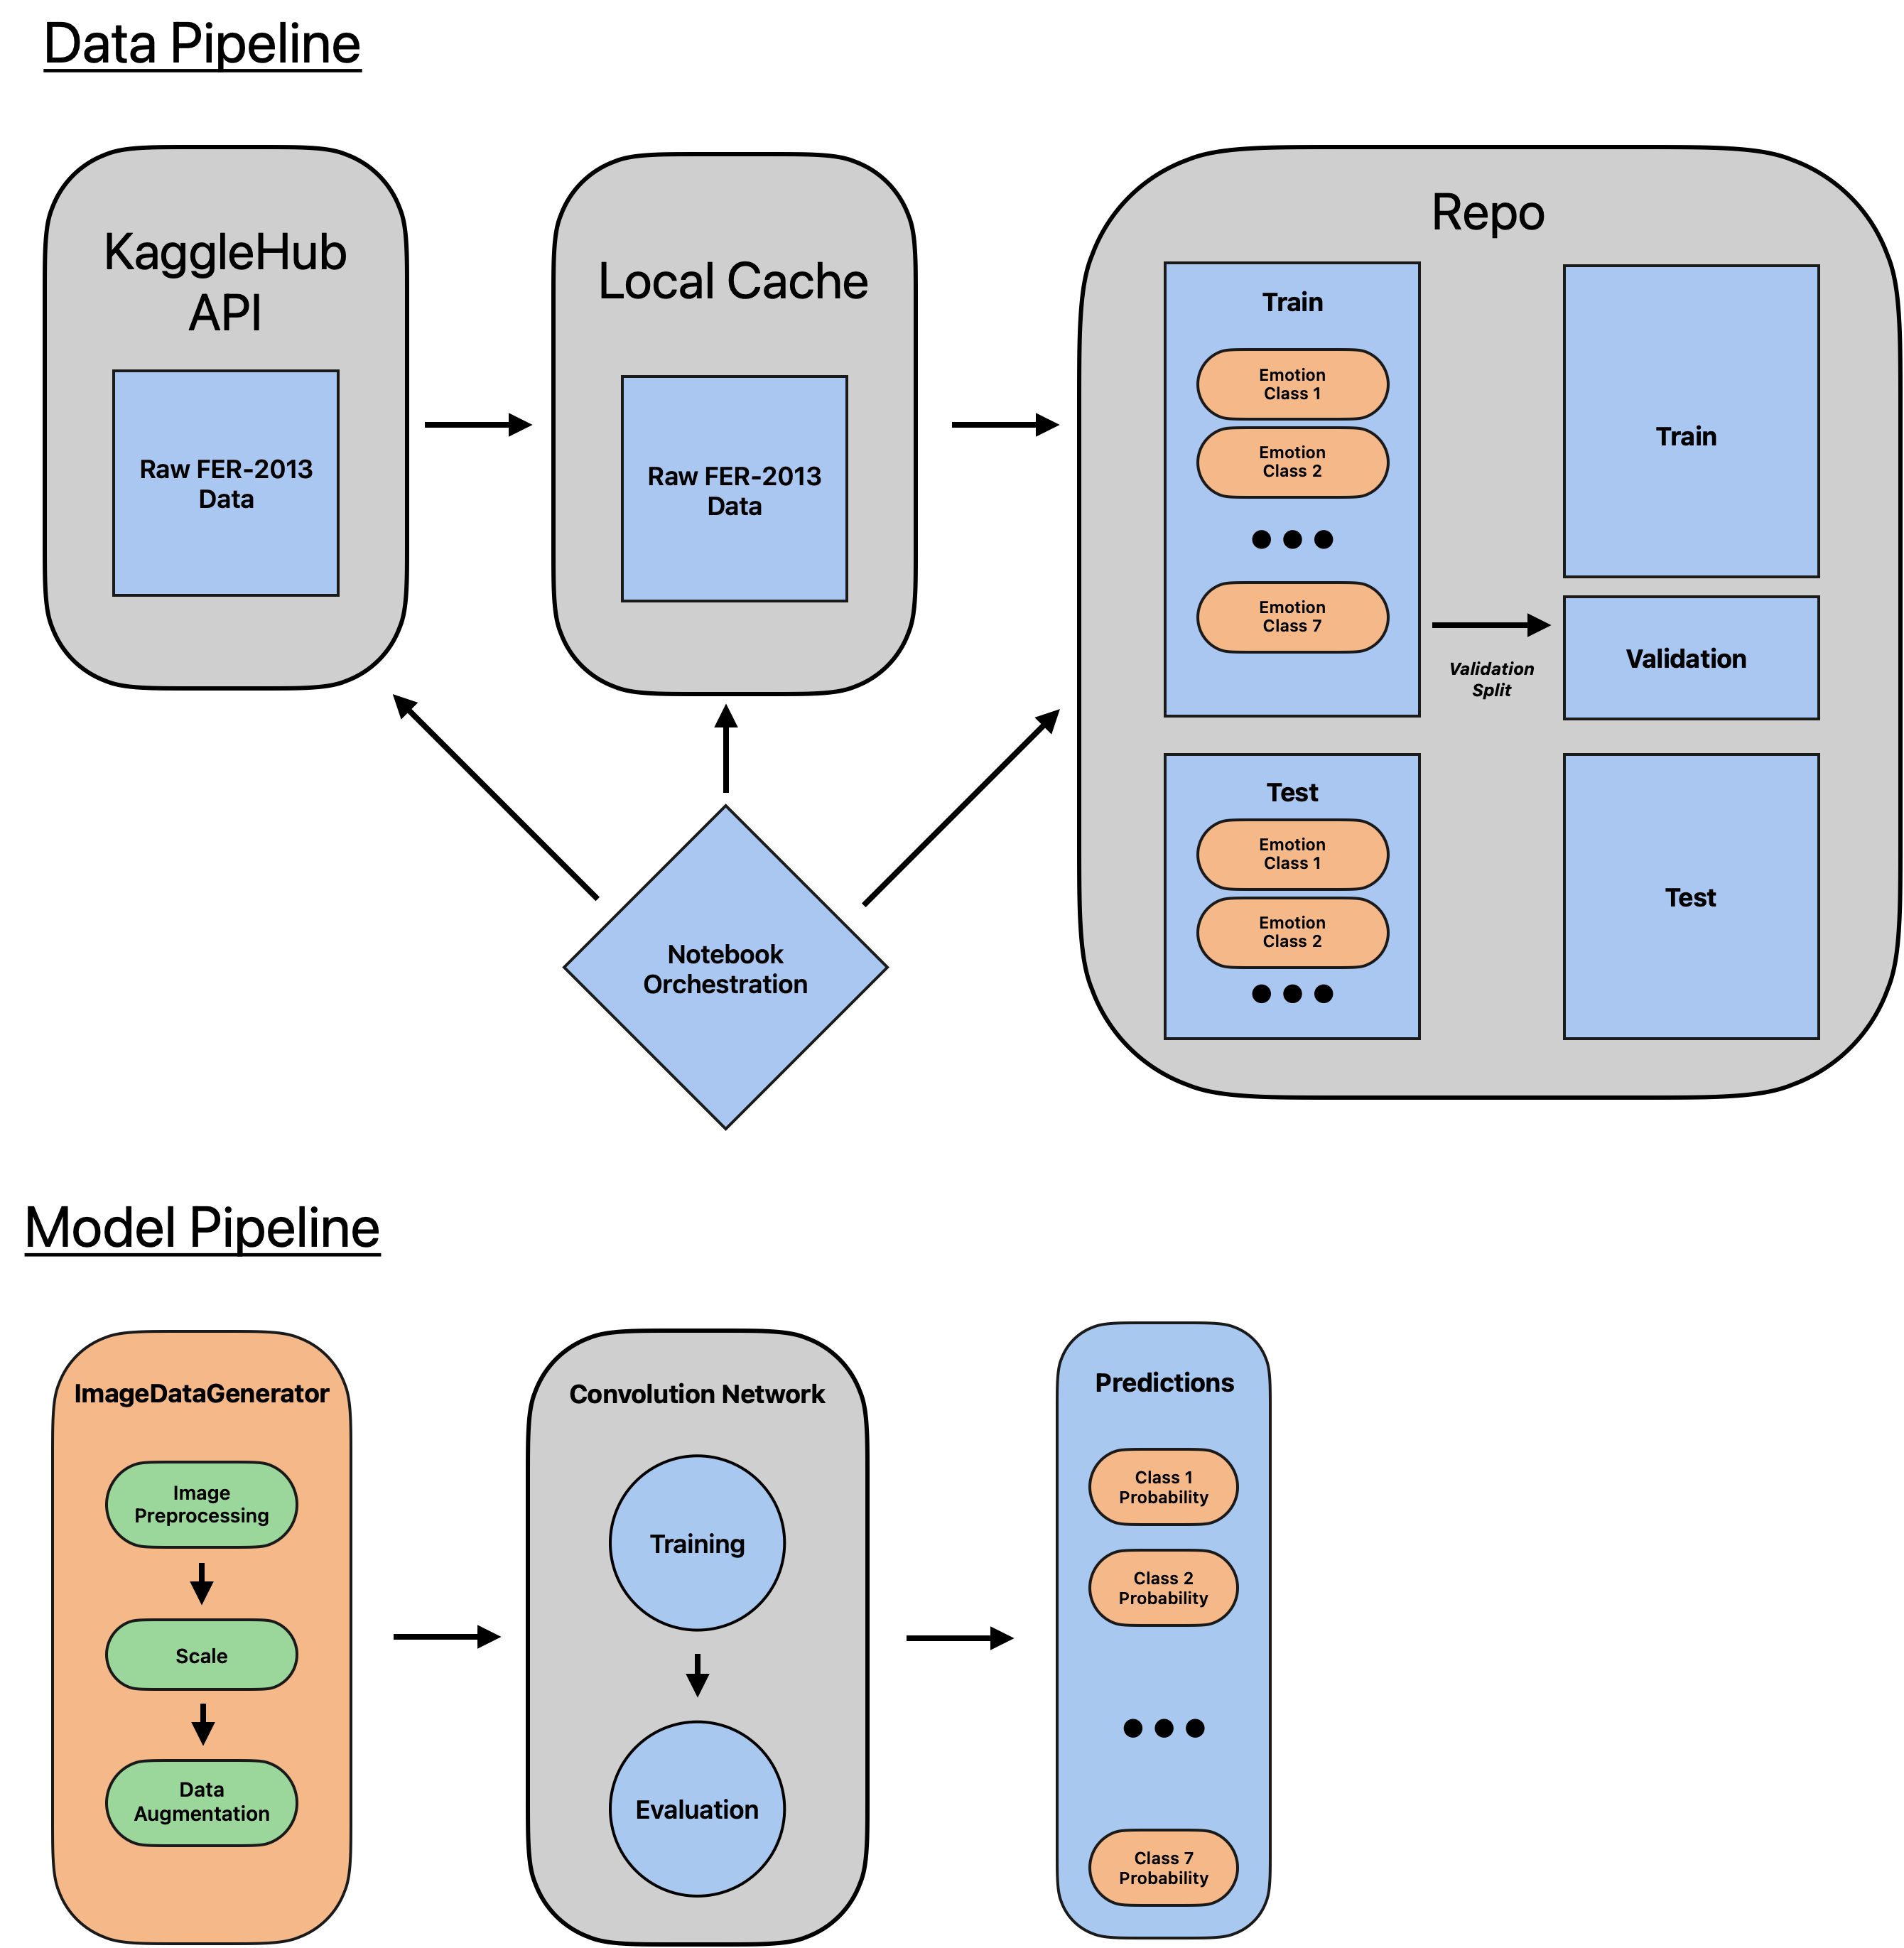 Data Pipeline
KaggleHub
API
Raw FER-2013
Data
Local Cache
Raw FER-2013
Data
Repo
Train
Emotion
Class 1
Emotion
Class 2
Emotion
Class 7
Validation
Split
Train
Validation
Test
Emotion
Class 1
Emotion
Class 2
Test
Notebook
Orchestration
Model Pipeline
ImageDataGenerator
Image
Preprocessing
Scale
Data
Augmentation
Convolution Network
Training
Evaluation
Predictions
Class 1
Probability
Class 2
Probability
Class 7
Probability